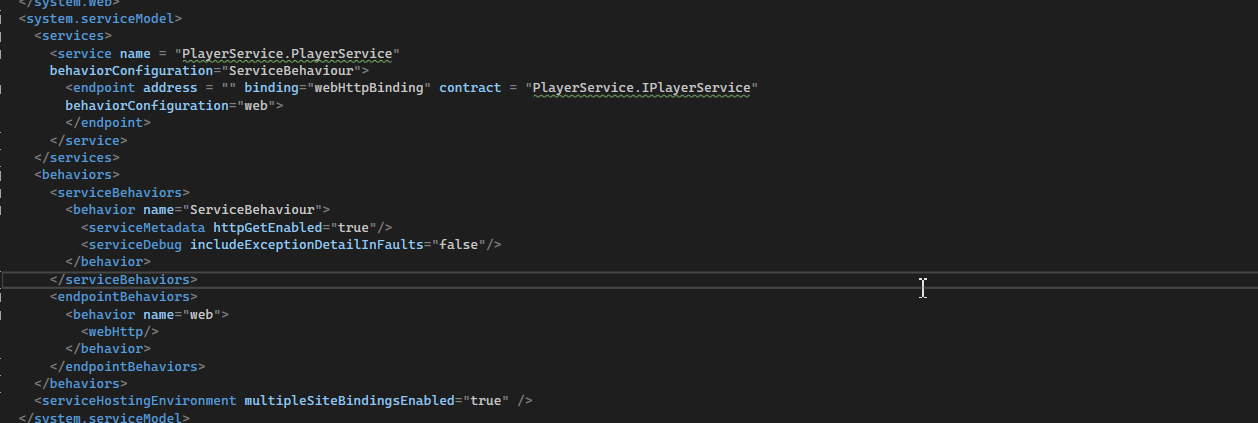 </system.web>
<system.serviceModel>
<services>
<service name = "PlayerService.PlayerService"
behaviorConfiguration="ServiceBehaviour">
<endpoint address = "" binding="webHttpBinding" contract = "PlayerService.IPlayerService"
behaviorConfiguration="web">
</endpoint>
</service>
</services>
<behaviors>
<serviceBehaviors>
<behavior name="ServiceBehaviour">
<serviceMetadata httpGetEnabled="true"/>
<serviceDebug includeExceptionDetailInFaults="false"/>
</behavior>
</serviceBehaviors>
<endpointBehaviors>
<behavior name="web">
<webHttp/>
</behavior>
</endpointBehaviors>
</behaviors>
<serviceHostingEnvironment multipleSiteBindingsEnabled="true" />
</system.serviceModel>